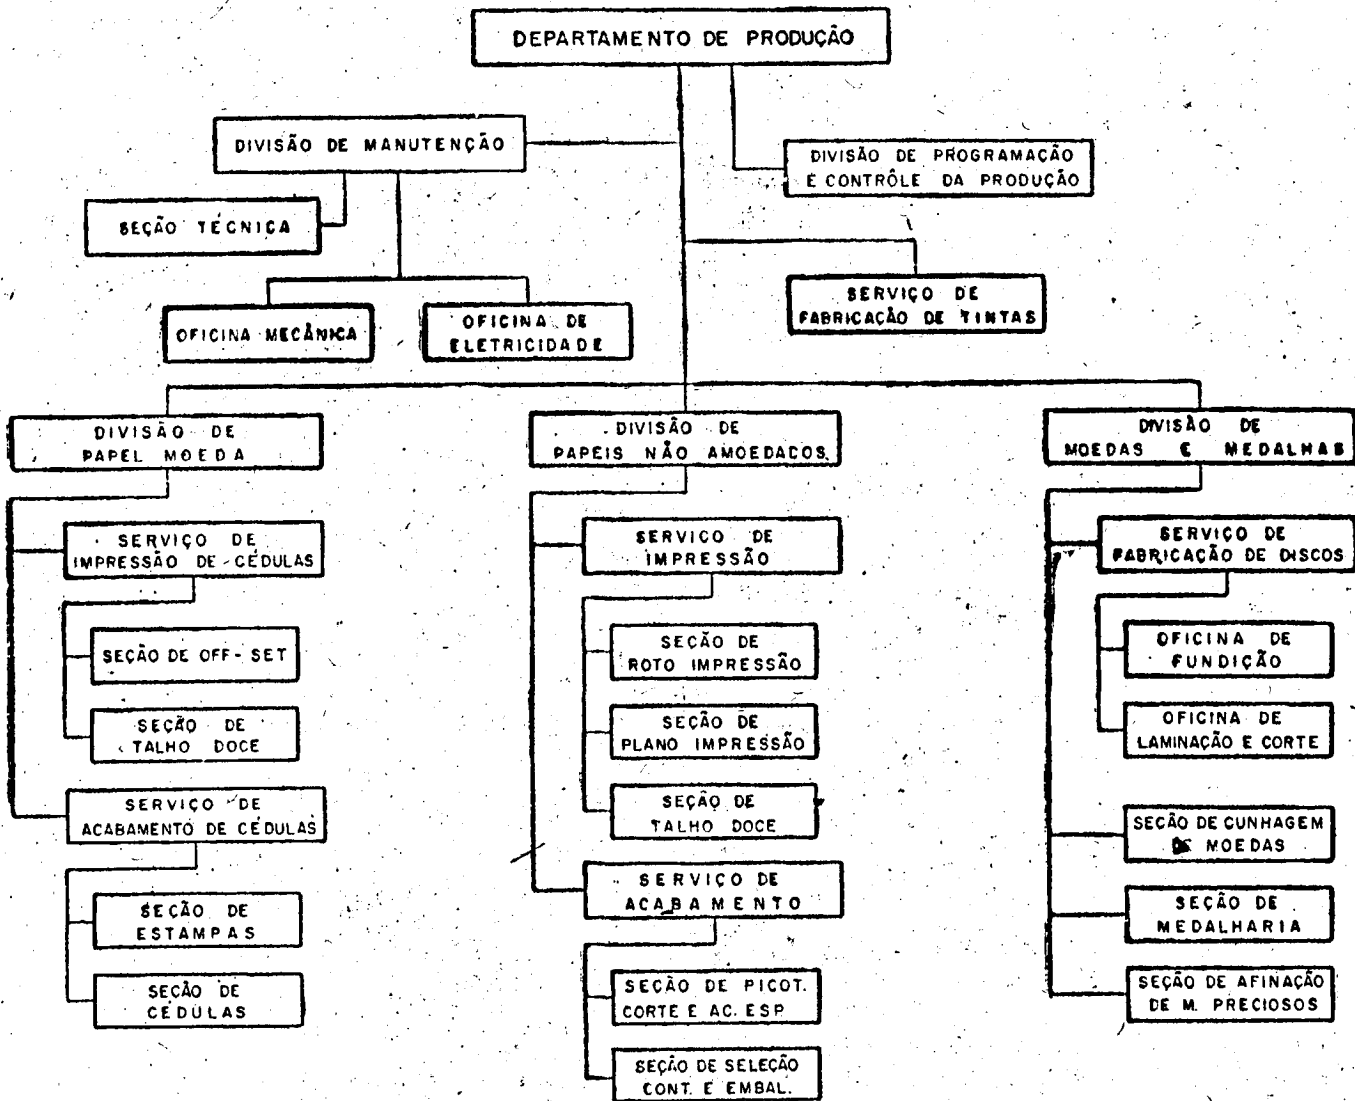 DEPARTAMENTO DE PRODUÇÃO
DIVISÃO DE MANUTENÇÃO
DIVISÃO DE PROGRAMAÇÃO
E CONTRÔLE DA PRODUÇÃO
SEÇÃO TÉCNICA
SERVIÇO DE
FABRICAÇÃO DE TINTAS
OFICINA MECÂNICA
OFICINA DE
ELETRICIDADE
DIVISÃO DE
PAPEL MOEDA
SERVIÇO DE
IMPRESSÃO DE CÉDULAS
SEÇÃO DE OFF-SET
SEÇÃO DE
TALHO DOCE
SERVIÇO DE
ACABAMENTO DE CÉDULAS
SEÇÃO DE
ESTAMPAS
SEÇÃO DE
CÉDULAS
DIVISÃO DE
PAPEIS NÃO AMOEDADOS
SERVIÇO DE
IMPRESSÃO
SEÇÃO DE
ROTO IMPRESSÃO
SEÇÃO DE
PLANO IMPRESSÃO
SEÇÃO DE
TALHO DOCE
SERVIÇO DE
ACABAMENTO
SEÇÃO DE PICOT.
CORTE E AC. ESP.
SEÇÃO DE SELEÇÃO
CONT. E EMBAL.
DIVISÃO DE
MOEDAS E MEDALHAS
SERVIÇO DE
FABRICAÇÃO DE DISCOS
OFICINA DE
FUNDIÇÃO
OFICINA DE
LAMINAÇÃO E CORTE
SEÇÃO DE CUNHAGEM
DE MOEDAS
SEÇÃO DE
MEDALHARIA
SEÇÃO DE AFINAÇÃO
DE M. PRECIOSOS